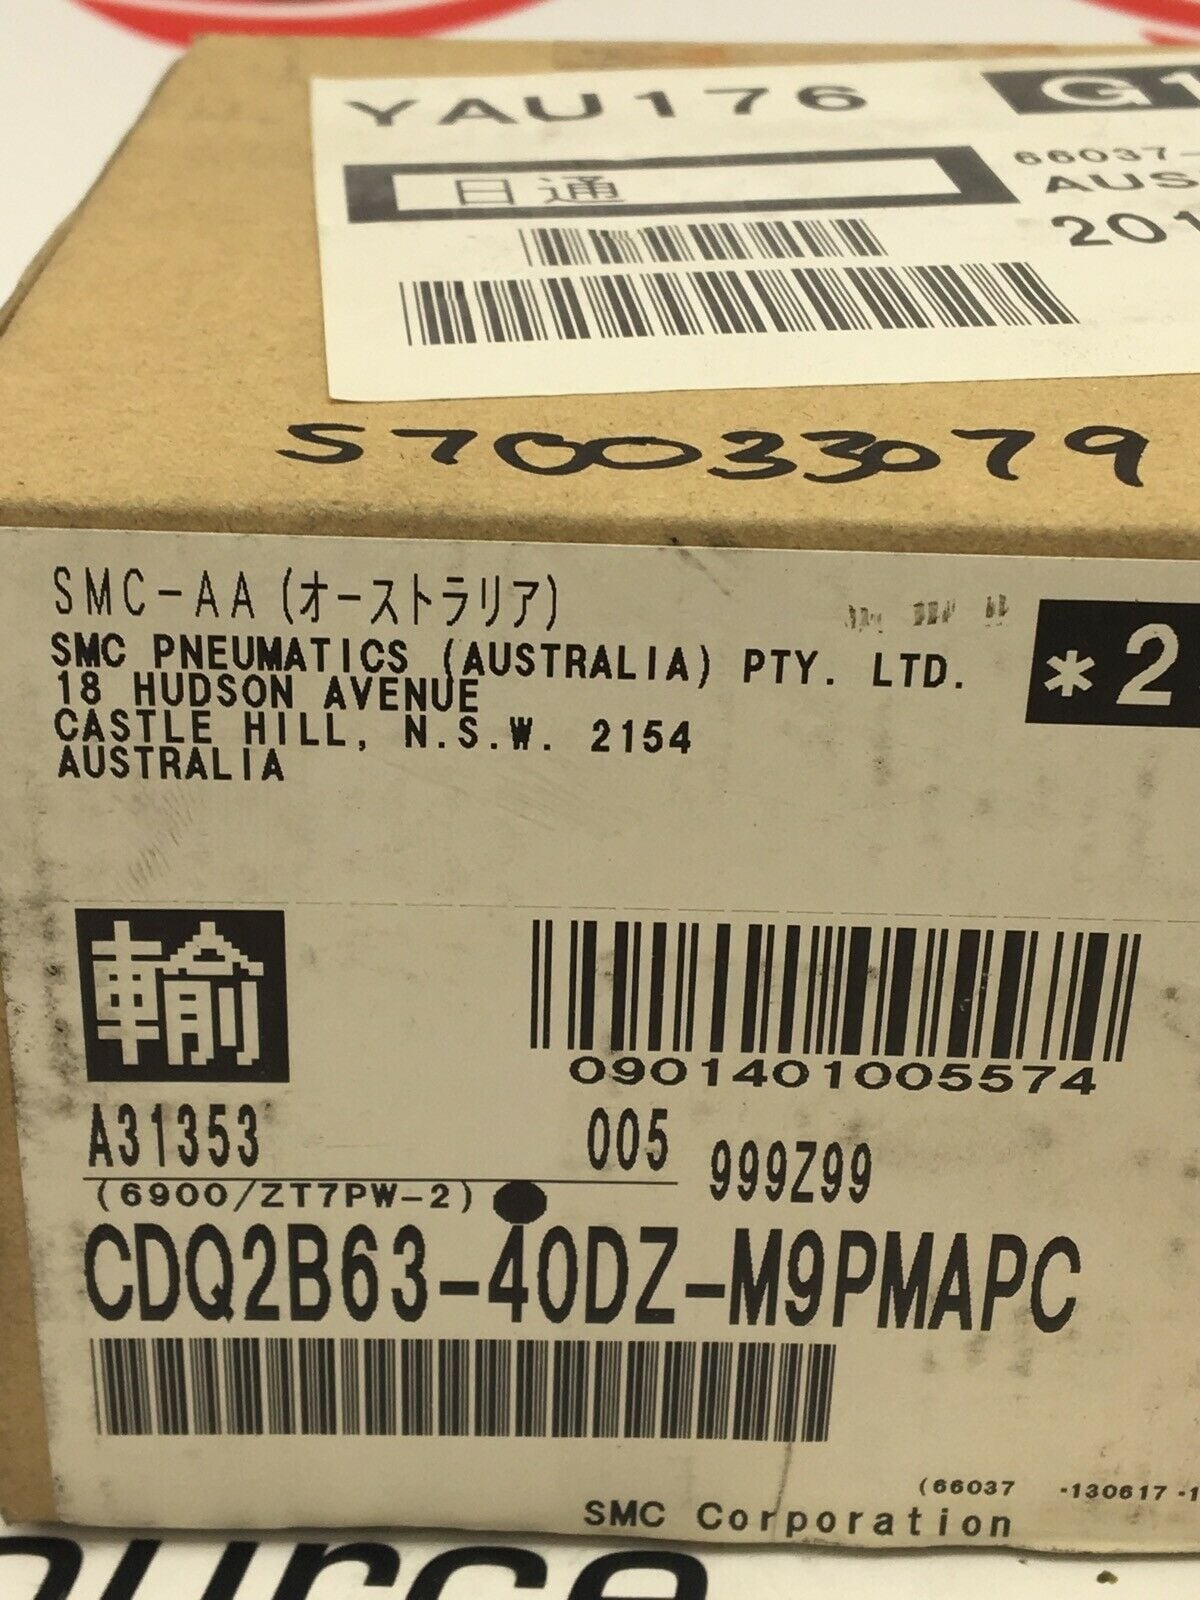 YAU176
G1
日通
66037-
AUS
201
S70033079
SMC-AA(オーストラリア)
SMC PNEUMATICS (AUSTRALIA) PTY. LTD.
18 HUDSON AVENUE
CASTLE HILL, N.S.W. 2154
AUSTRALIA
*2
輸
0901401005574
A31353 005 999Z99
(6900/ZT7PW-2)
CDQ2B63-40DZ-M9PMAPC
(66037 -130617 -1
SMC Corporation
ource